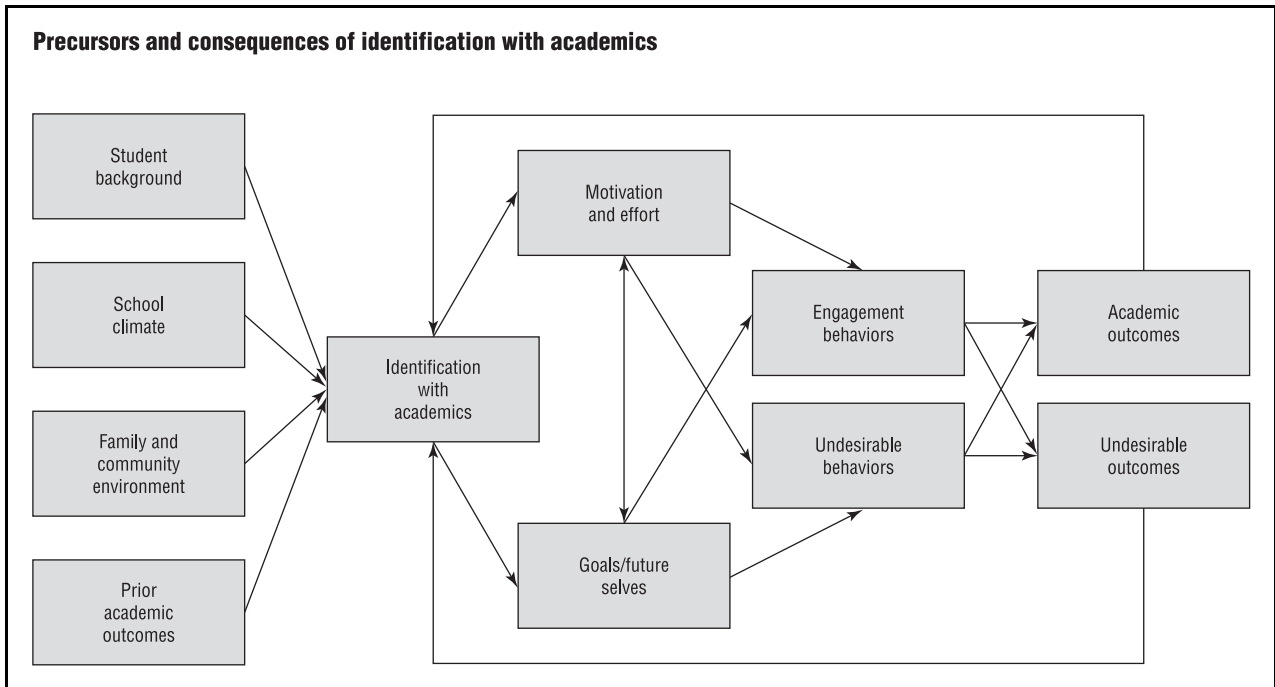 Precursors and consequences of identification with academics
Student
background
School
climate
Family and
community
environment
Prior
academic
outcomes
Identification
with
academics
Motivation
and effort
Goals/future
selves
Engagement
behaviors
Undesirable
behaviors
Academic
outcomes
Undesirable
outcomes